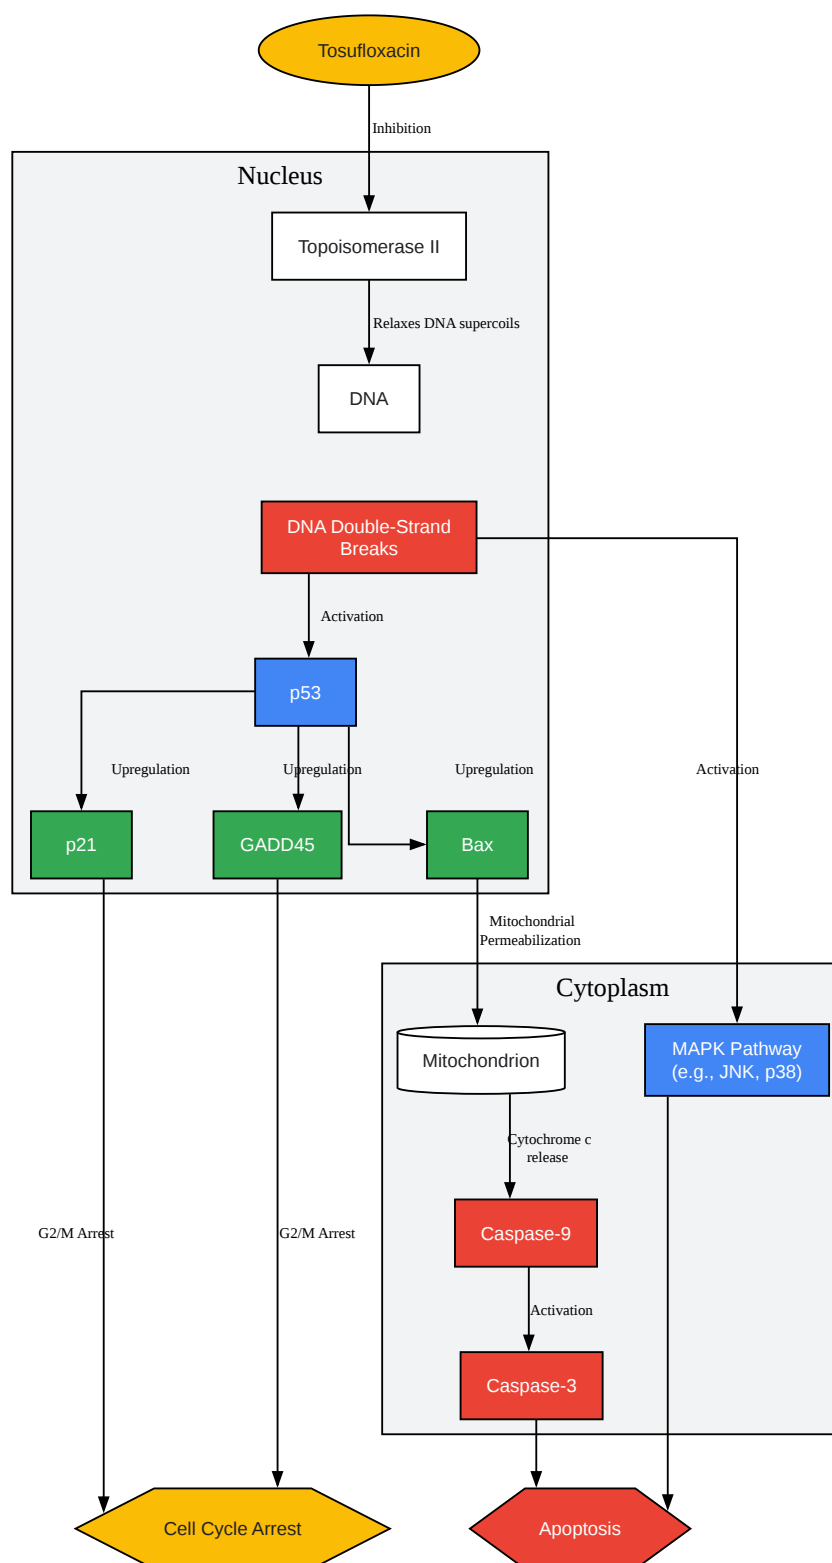 Tosufloxacin
Inhibition
Nucleus
Topoisomerase II
Relaxes DNA supercoils
DNA
DNA Double-Strand
Breaks
Activation
p53
Upregulation
Upregulation
Upregulation
Activation
p21
GADD45
Bax
Mitochondrial
Permeabilization
Cytoplasm
Mitochondrion
MAPK Pathway
(e.g., JNK, p38)
Cytochrome c
release
Caspase-9
G2/M Arrest
G2/M Arrest
Activation
Caspase-3
Cell Cycle Arrest
Apoptosis